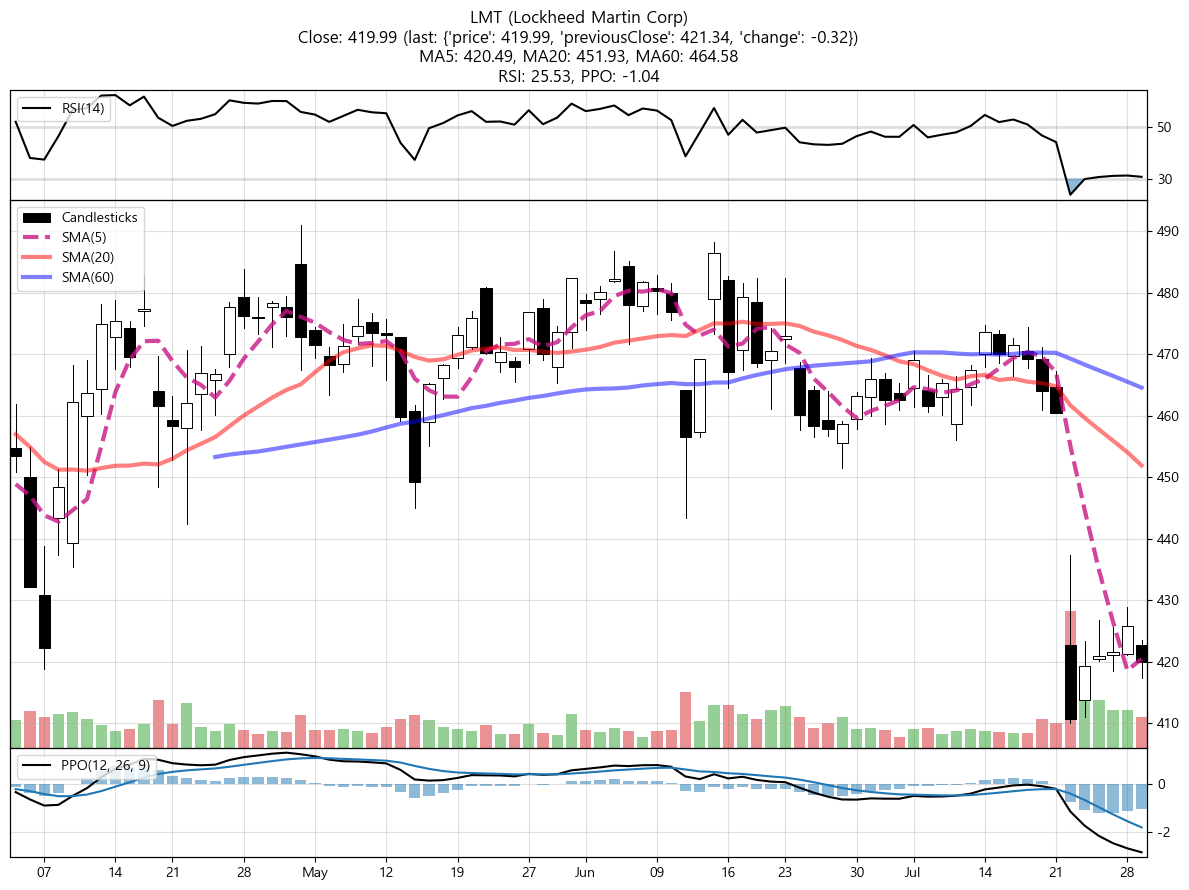 LMT (Lockheed Martin Corp)
Close: 419.99 (last: {'price': 419.99, 'previousClose': 421.34, 'change': -0.32})
MA5: 420.49, MA20: 451.93, MA60: 464.58
RSI: 25.53, PPO: -1.04
RSI(14)
50
30
Candlesticks
SMA(5)
SMA(20)
SMA(60)
490
480
470
460
450
440
430
420
410
PPO(12, 26, 9)
0
-2
07 14 21 28 May 12 19 27 Jun 09 16 23 30 Jul 14 21 28